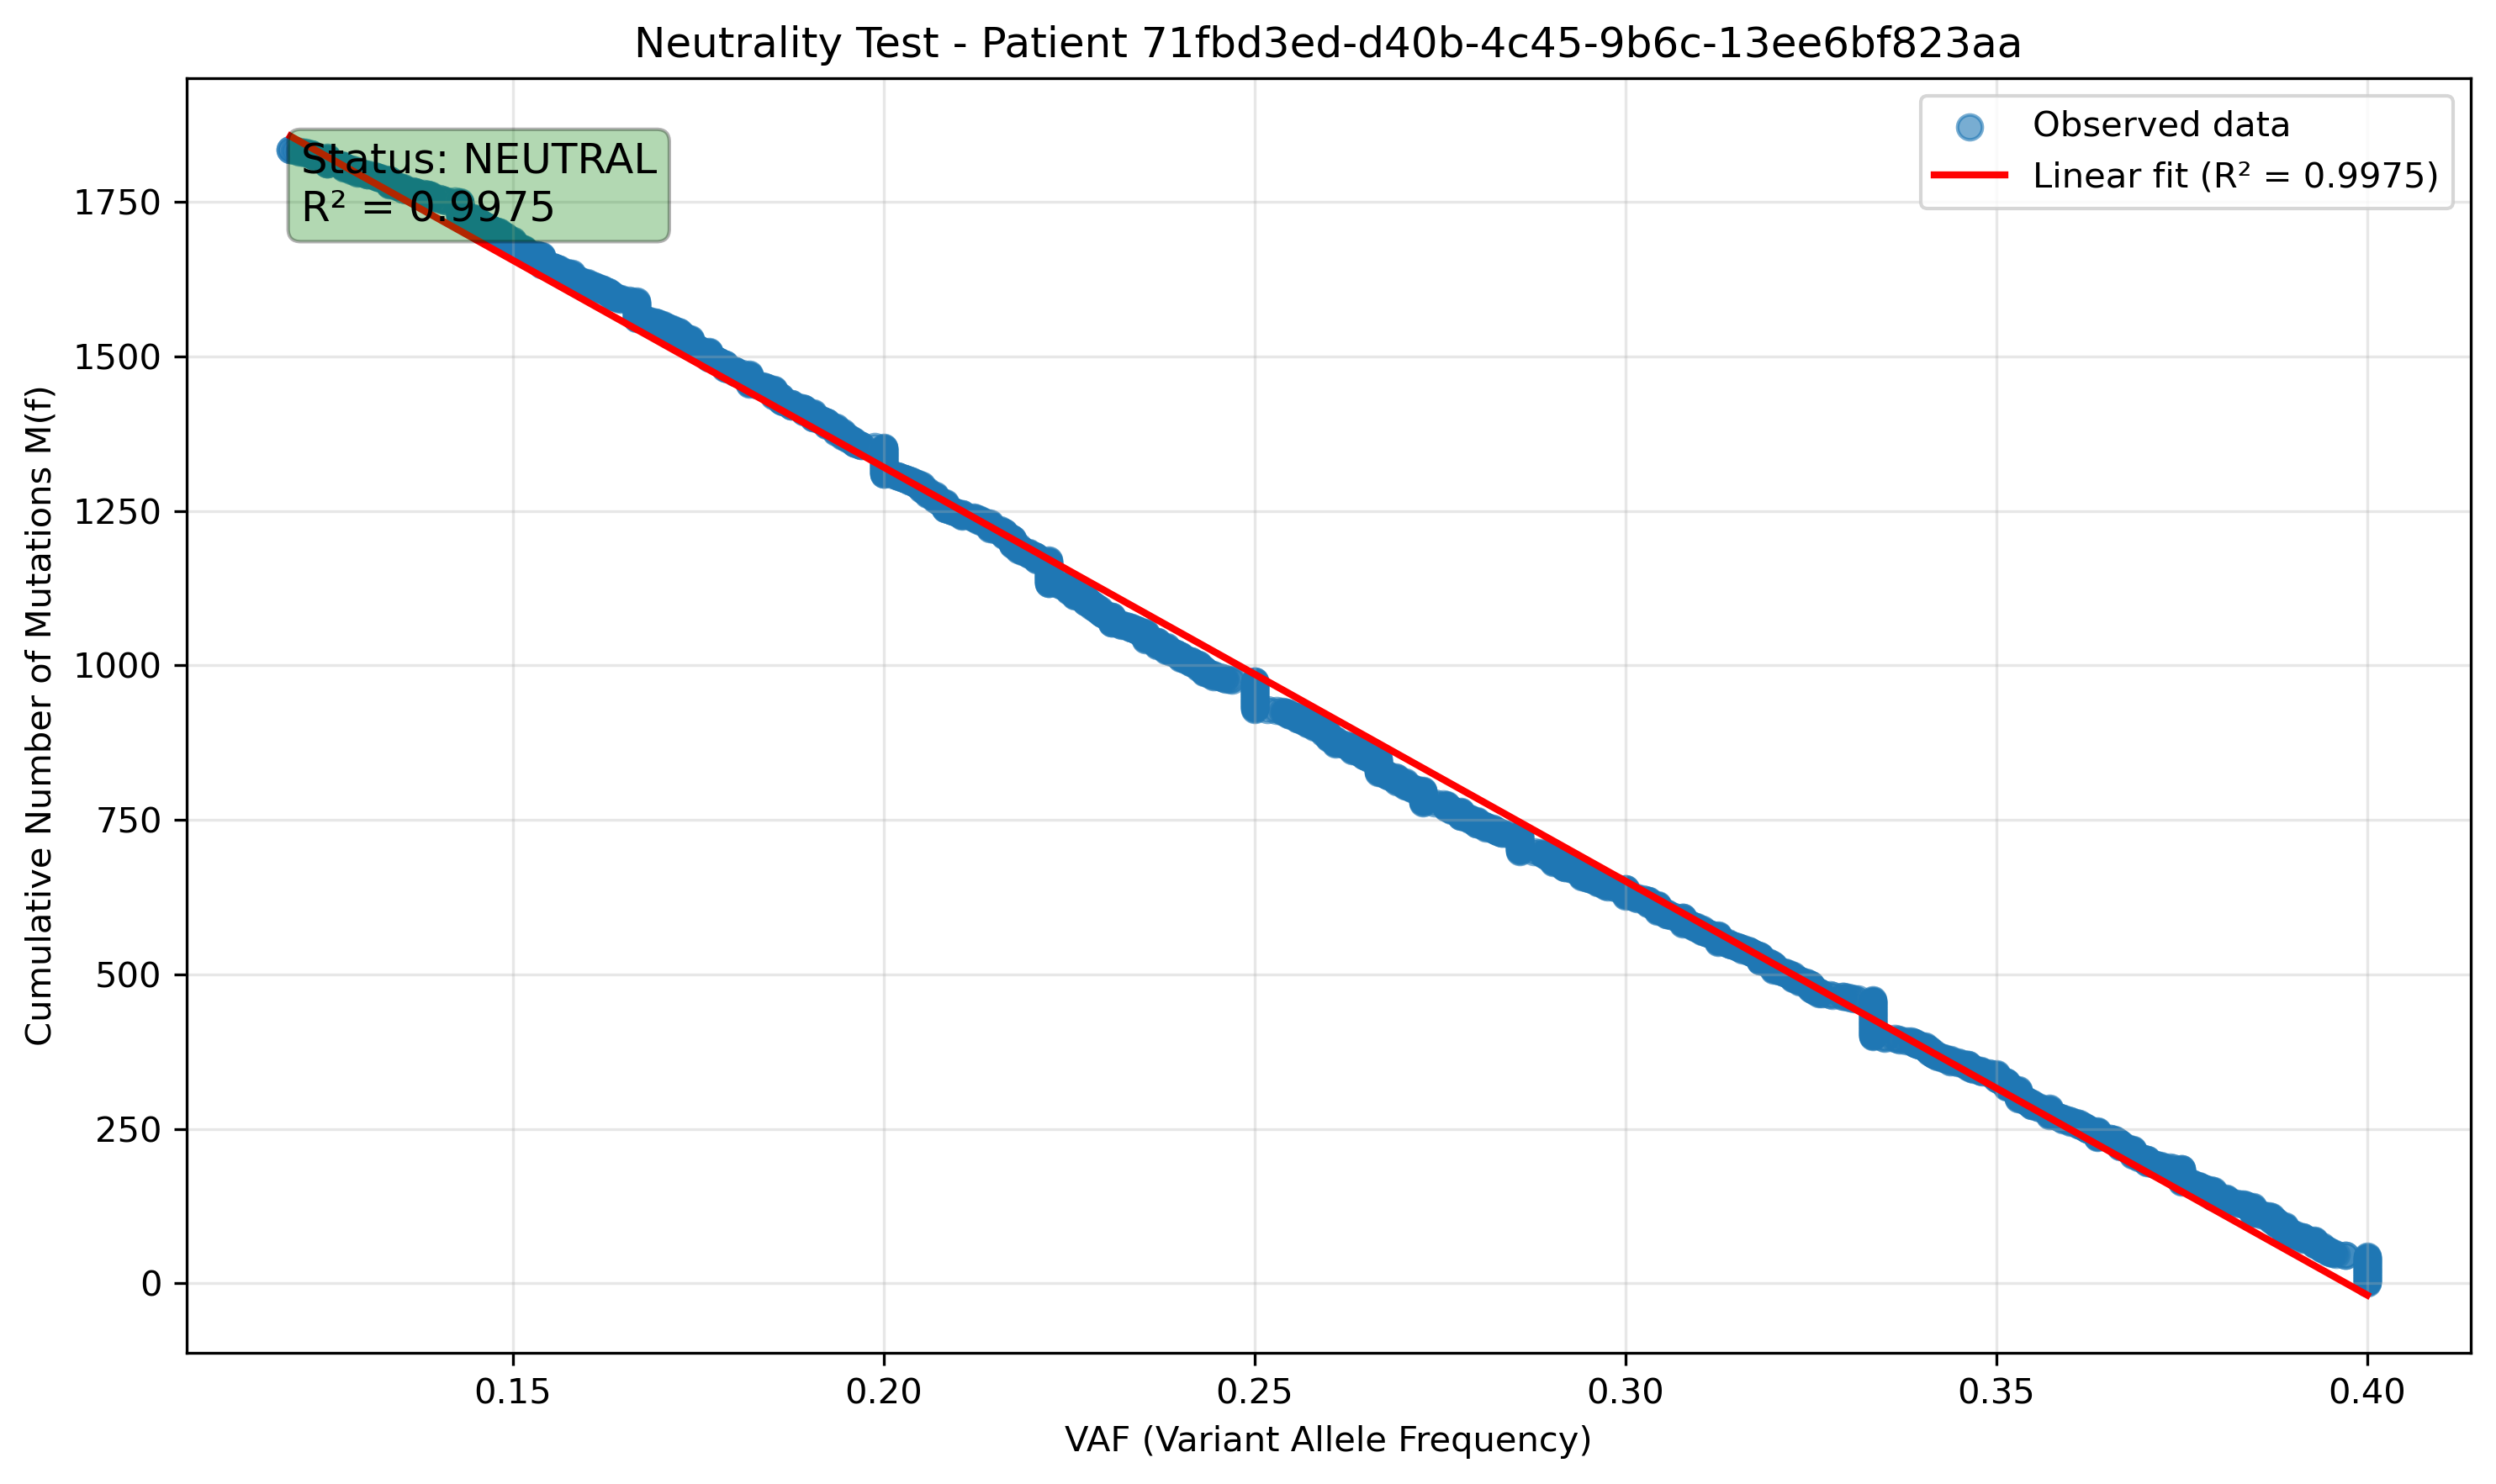 Neutrality Test - Patient 71fbd3ed-d40b-4c45-9b6c-13ee6bf823aa
Status: NEUTRAL
R² = 0.9975
Observed data
Linear fit (R² = 0.9975)
Cumulative Number of Mutations M(f)
1750
1500
1250
1000
750
500
250
0
0.15
0.20
0.25
0.30
0.35
0.40
VAF (Variant Allele Frequency)